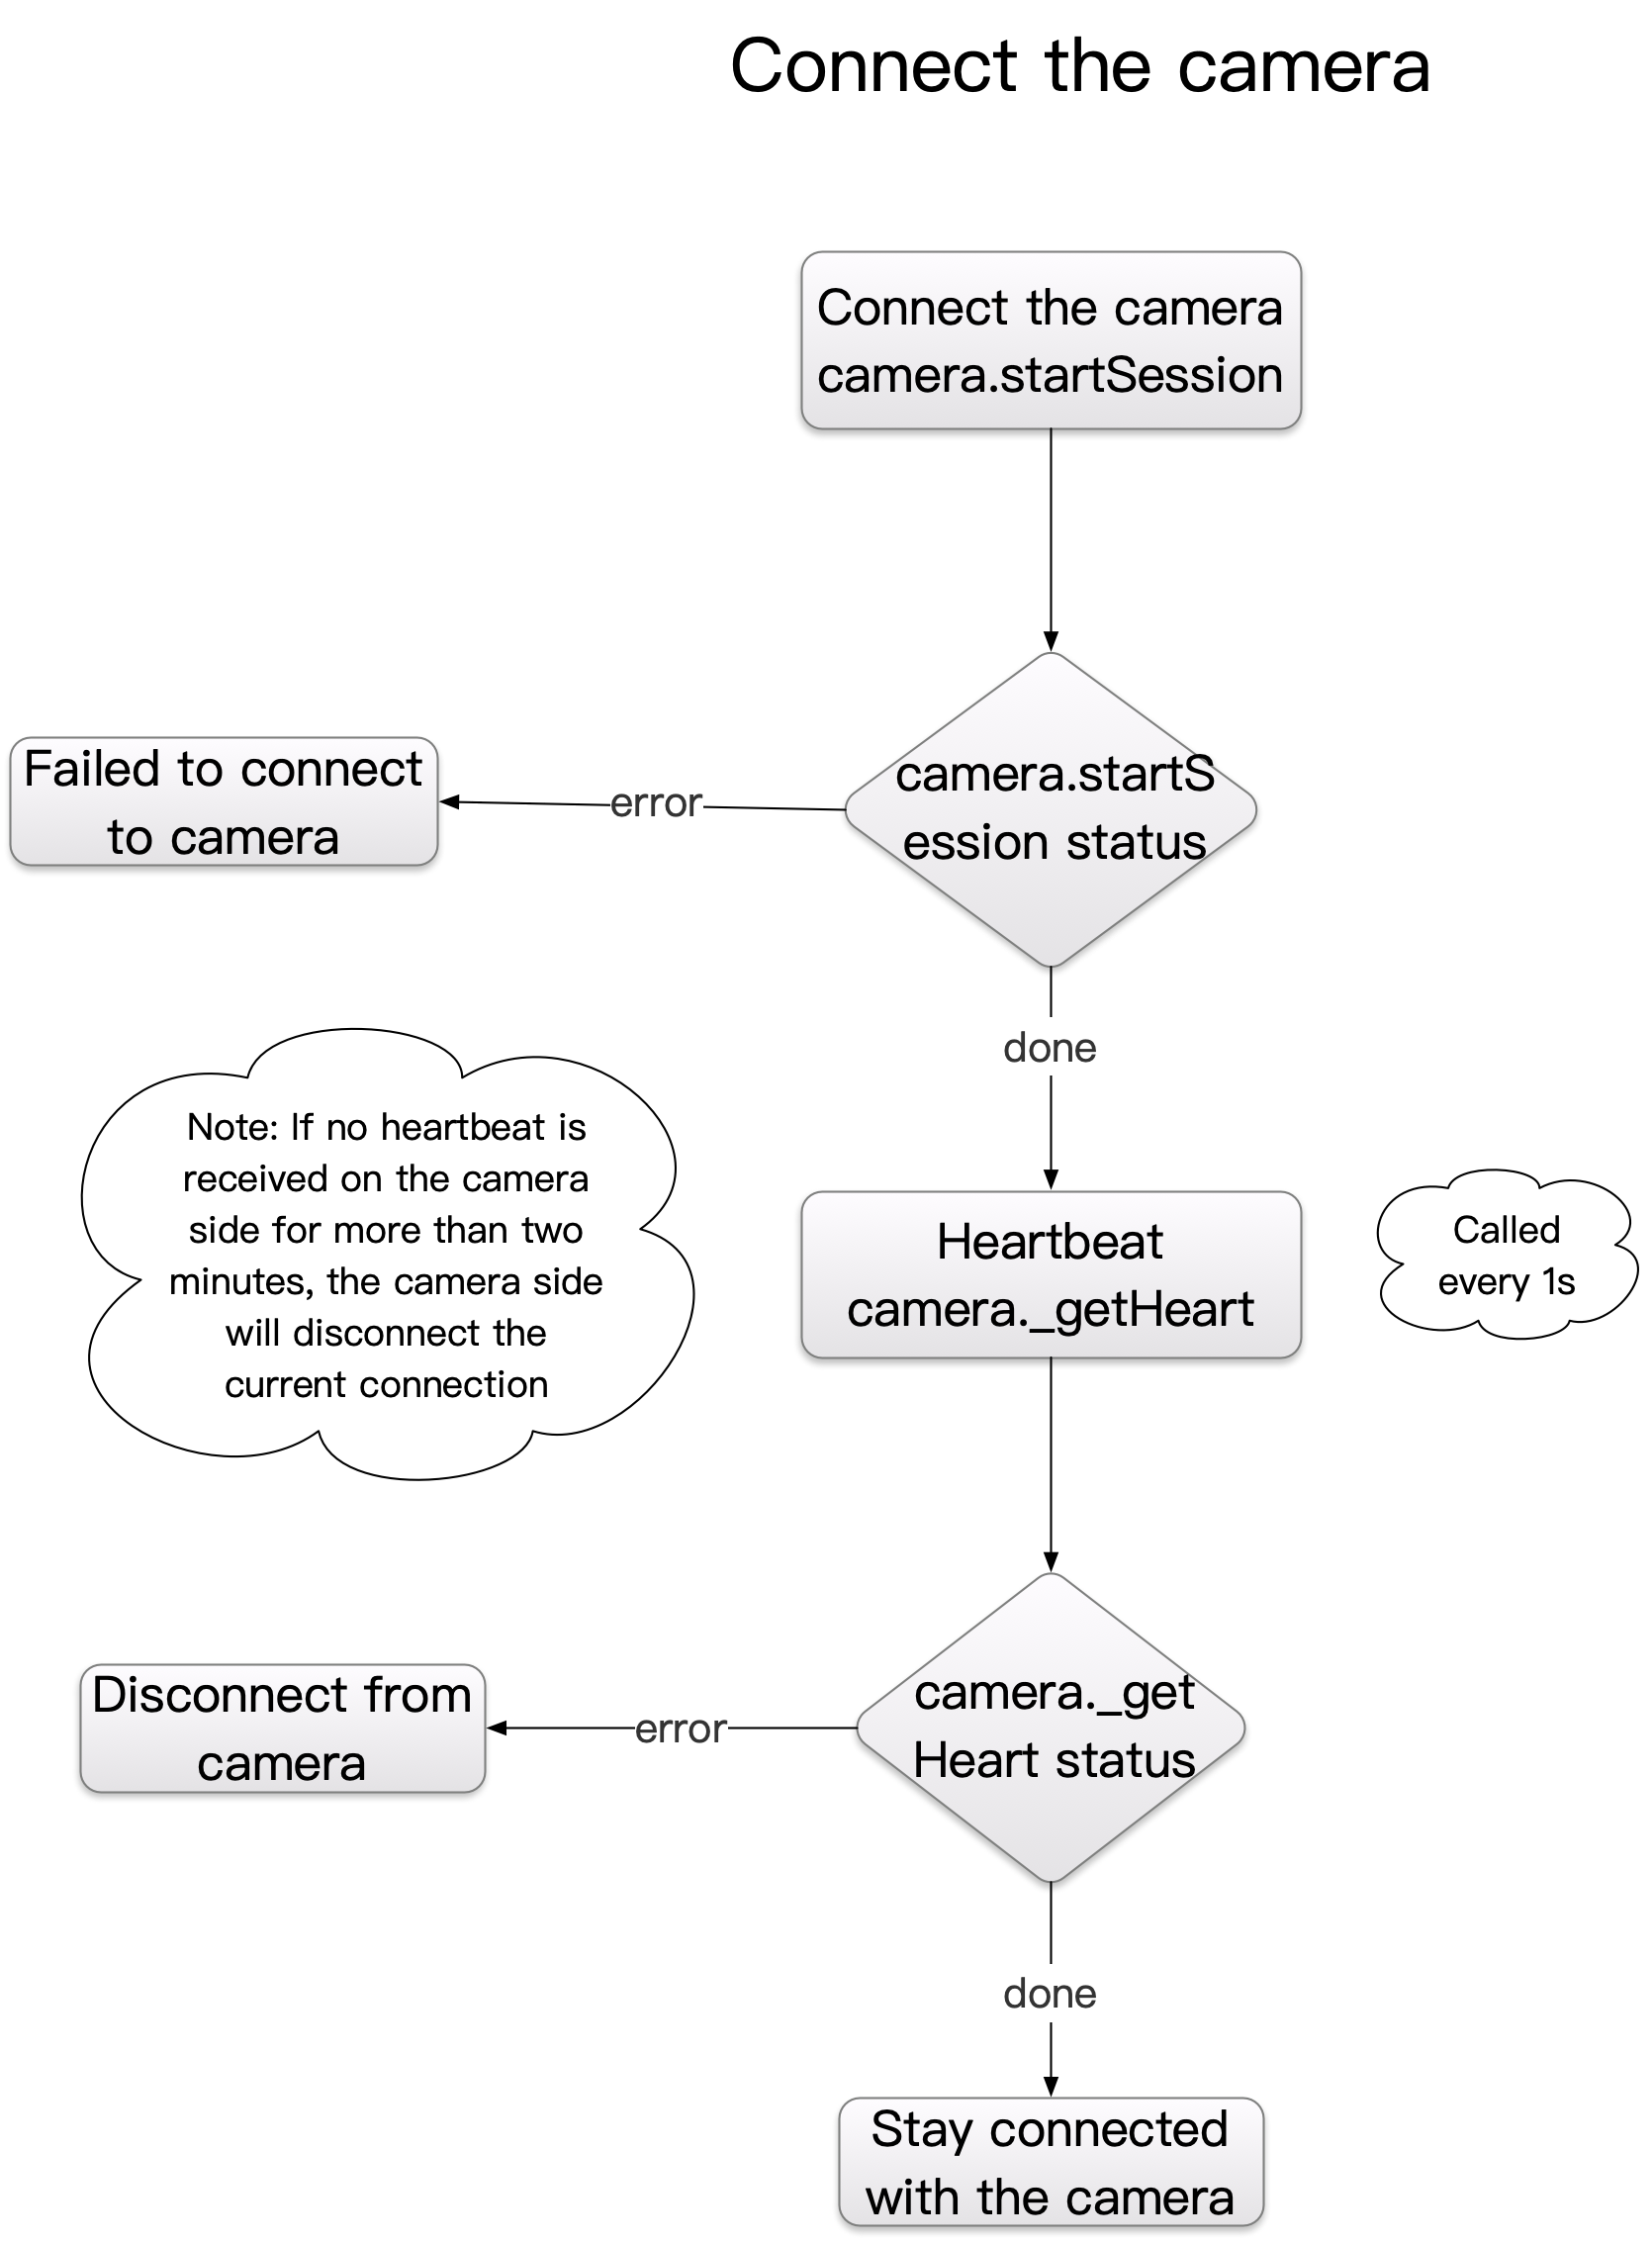 Connect the camera
Connect the camera
camera.startSession
camera.startS
ession status
error
Failed to connect
to camera
done
Note: If no heartbeat is
received on the camera
side for more than two
minutes, the camera side
will disconnect the
current connection
Heartbeat
camera._getHeart
Called
every 1s
camera._get
Heart status
error
Disconnect from
camera
done
Stay connected
with the camera